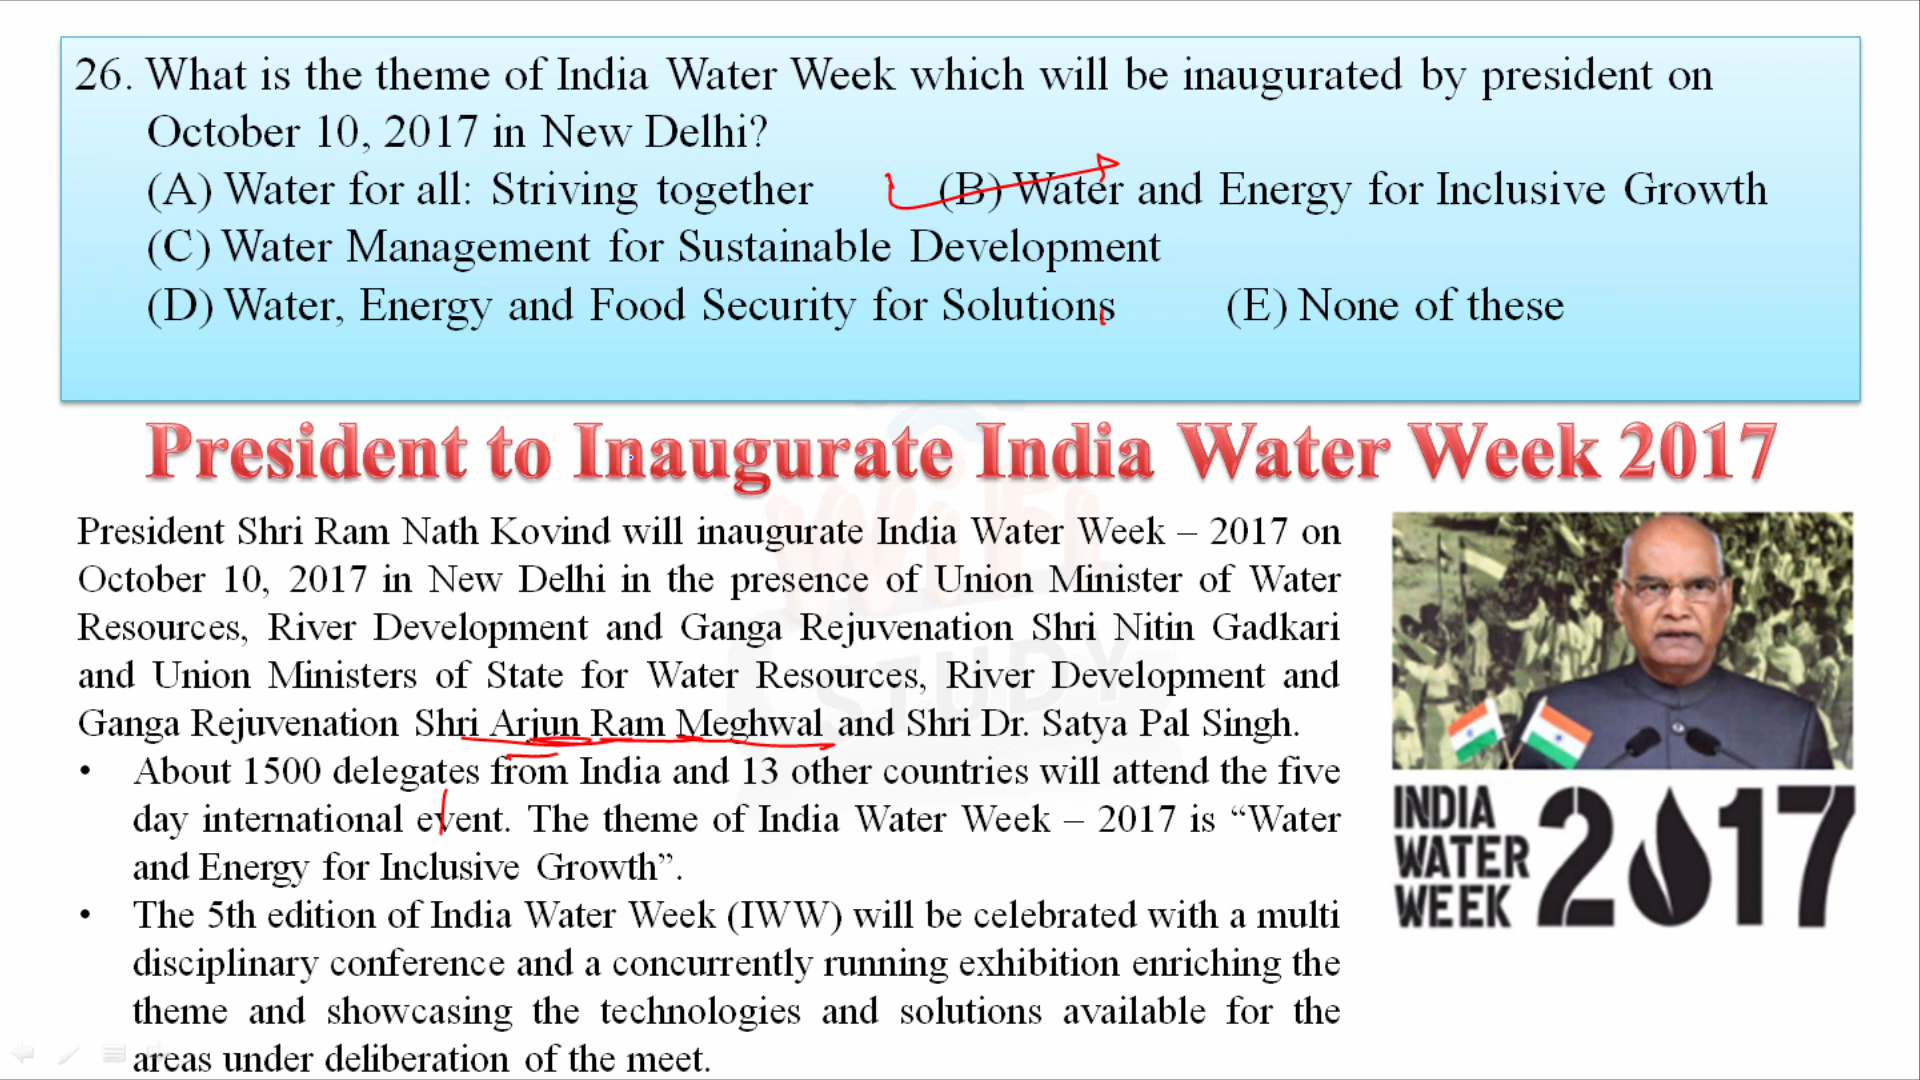 26. What is the theme of India Water Week which will be inaugurated by president on
October 10, 2017 in New Delhi?
(A) Water for all: Striving together (B) Water and Energy for Inclusive Growth
(C) Water Management for Sustainable Development
(D) Water, Energy and Food Security for Solutions (E) None of these
President to Inaugurate India Water Week 2017
President Shri Ram Nath Kovind will inaugurate India Water Week – 2017 on
October 10, 2017 in New Delhi in the presence of Union Minister of Water
Resources, River Development and Ganga Rejuvenation Shri Nitin Gadkari
and Union Ministers of State for Water Resources, River Development and
Ganga Rejuvenation Shri Arjun Ram Meghwal and Shri Dr. Satya Pal Singh.
• About 1500 delegates from India and 13 other countries will attend the five
day international event. The theme of India Water Week – 2017 is “Water
and Energy for Inclusive Growth”.
• The 5th edition of India Water Week (IWW) will be celebrated with a multi
disciplinary conference and a concurrently running exhibition enriching the
theme and showcasing the technologies and solutions available for the
areas under deliberation of the meet.
INDIA
WATER
WEEK
2017
WiFi
STUDY